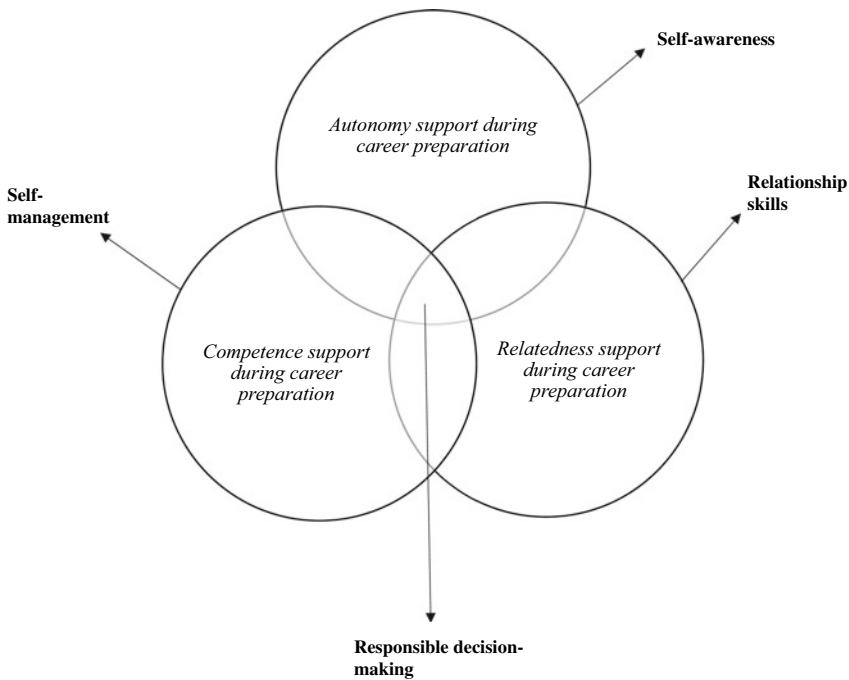 Self-awareness
Autonomy support during
career preparation
Relationship
skills
Self-
management
Competence support
during career
preparation
Relatedness support
during career
preparation
Responsible decision-
making